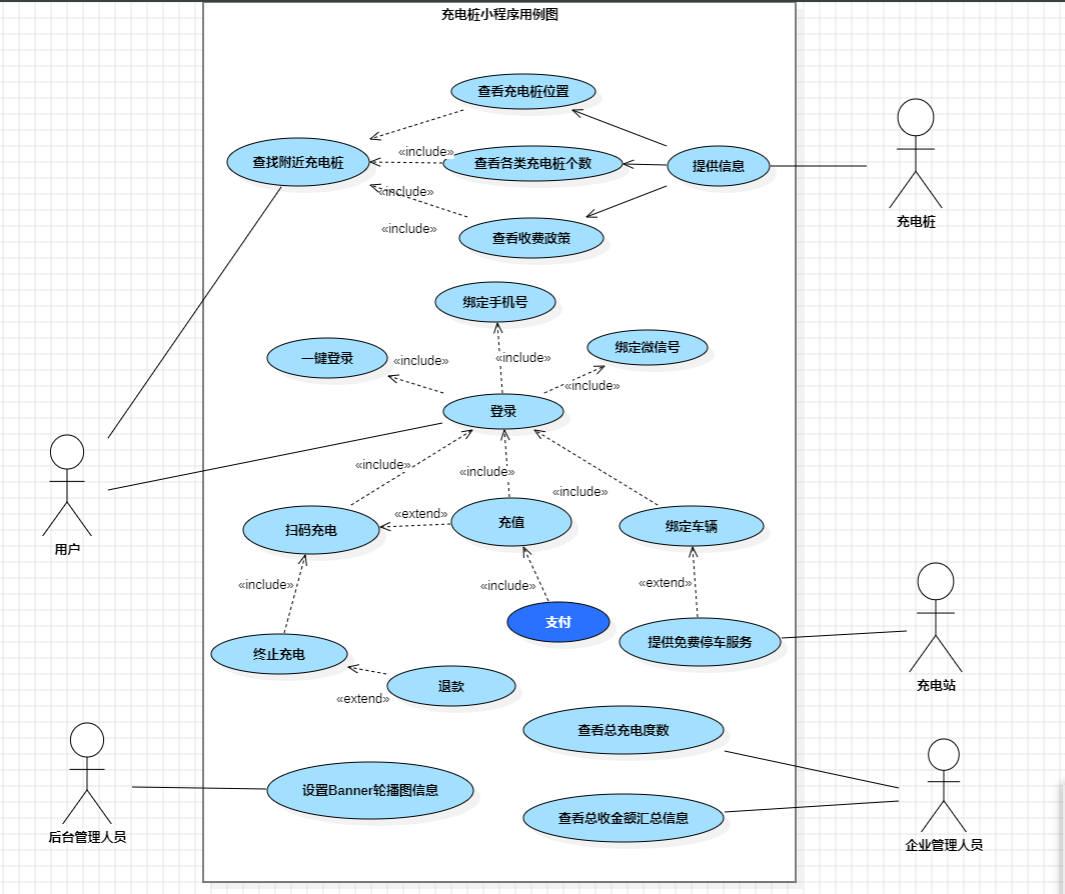 充电桩小程序用例图
查看充电桩位置
查找附近充电桩
«include»
查看各类充电桩个数
提供信息
«include»
充电桩
«include»
查看收费政策
绑定手机号
一键登录
«include»
«include»
绑定微信号
«include»
登录
«include»
«include»
«include»
用户
扫码充电
«extend»
充值
绑定车辆
«include»
«include»
«extend»
支付
提供免费停车服务
终止充电
退款
«extend»
充电站
查看总充电度数
设置Banner轮播图信息
查看总收金额汇总信息
后台管理人员
企业管理人员